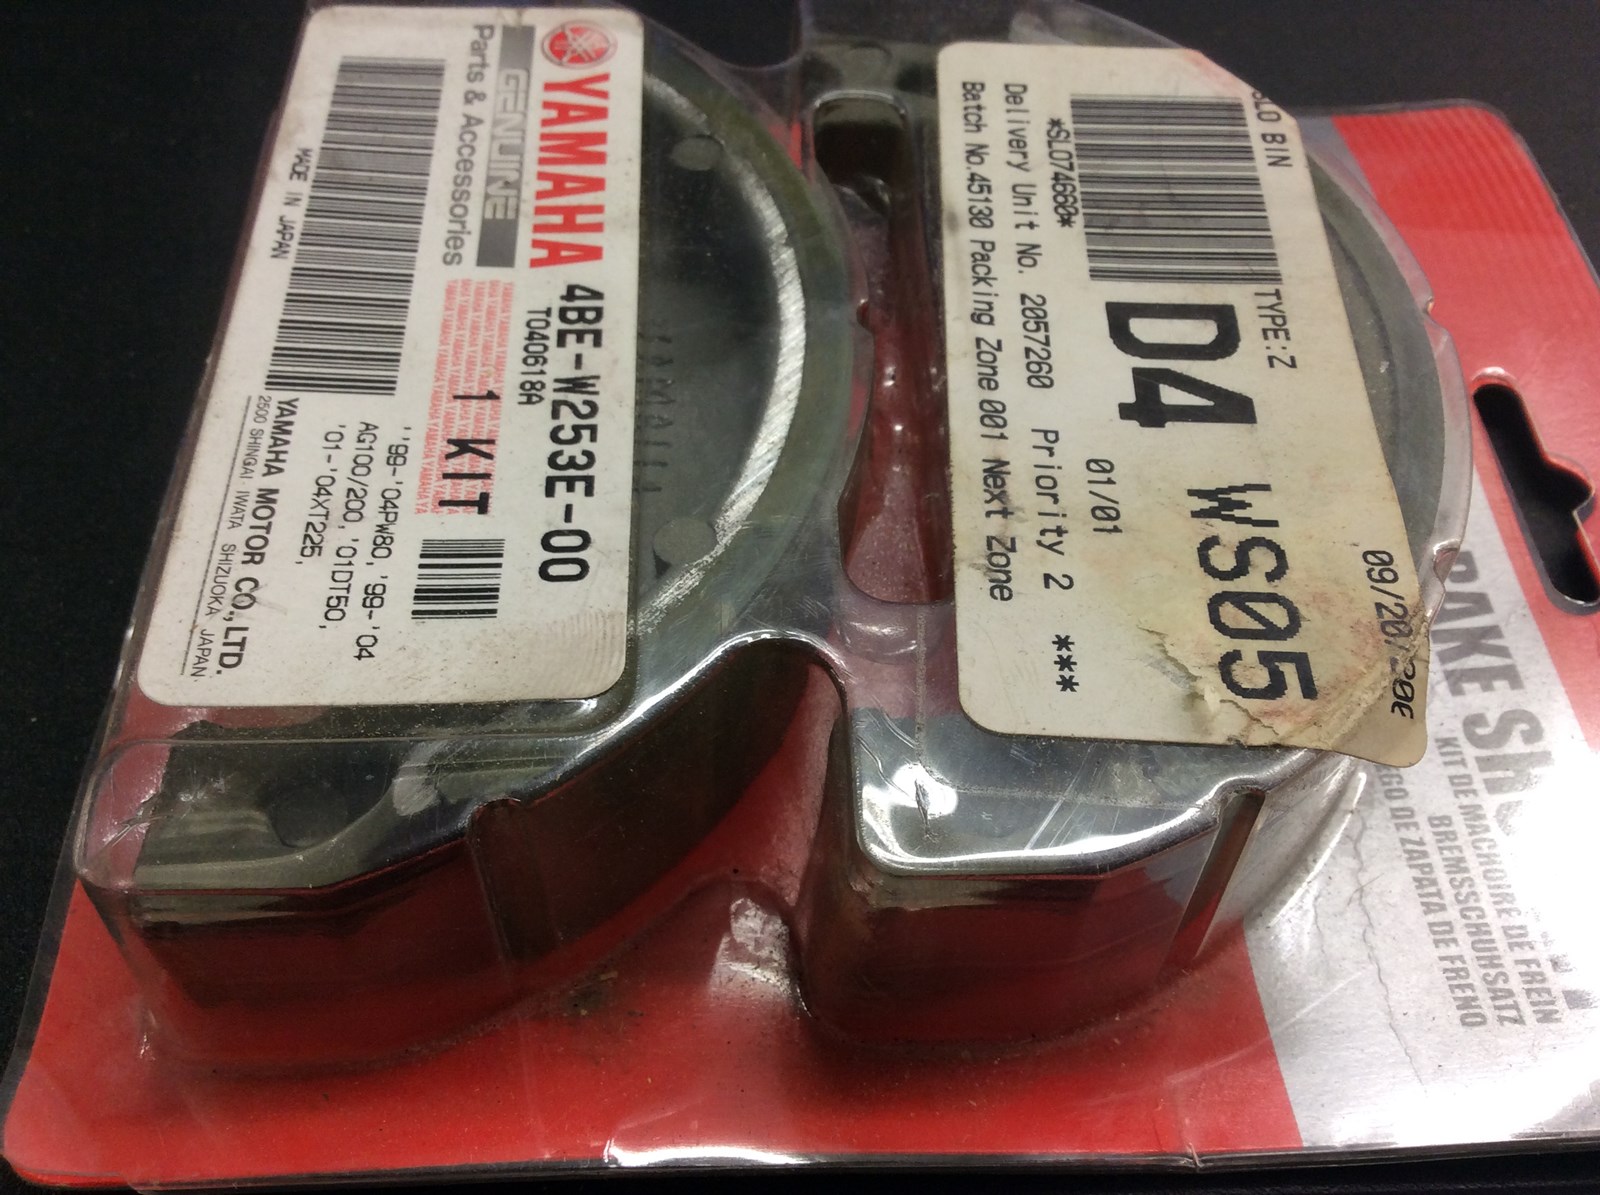 YAMAHA 4BE-W253E-00
GENUINE
T040618A
Parts & Accessories
1 KIT
'99-'04PW80, '99-'04
AG100/200, '01DT50,
'01-'04XT225,
MADE IN JAPAN
YAMAHA MOTOR CO., LTD.
2500 SHINGAI IWATA SHIZUOKA JAPAN
SLO BIN
TYPE:Z
09/20/
D4 WS05
*SL074660*
01/01
Delivery Unit No. 2057260 Priority 2 ***
Batch No.45130 Packing Zone 001 Next Zone
KIT DE MACHOIRE DE FREIN
BREMSSCHUHSATZ
DE ZAPATA DE FRENO
YAMAHA